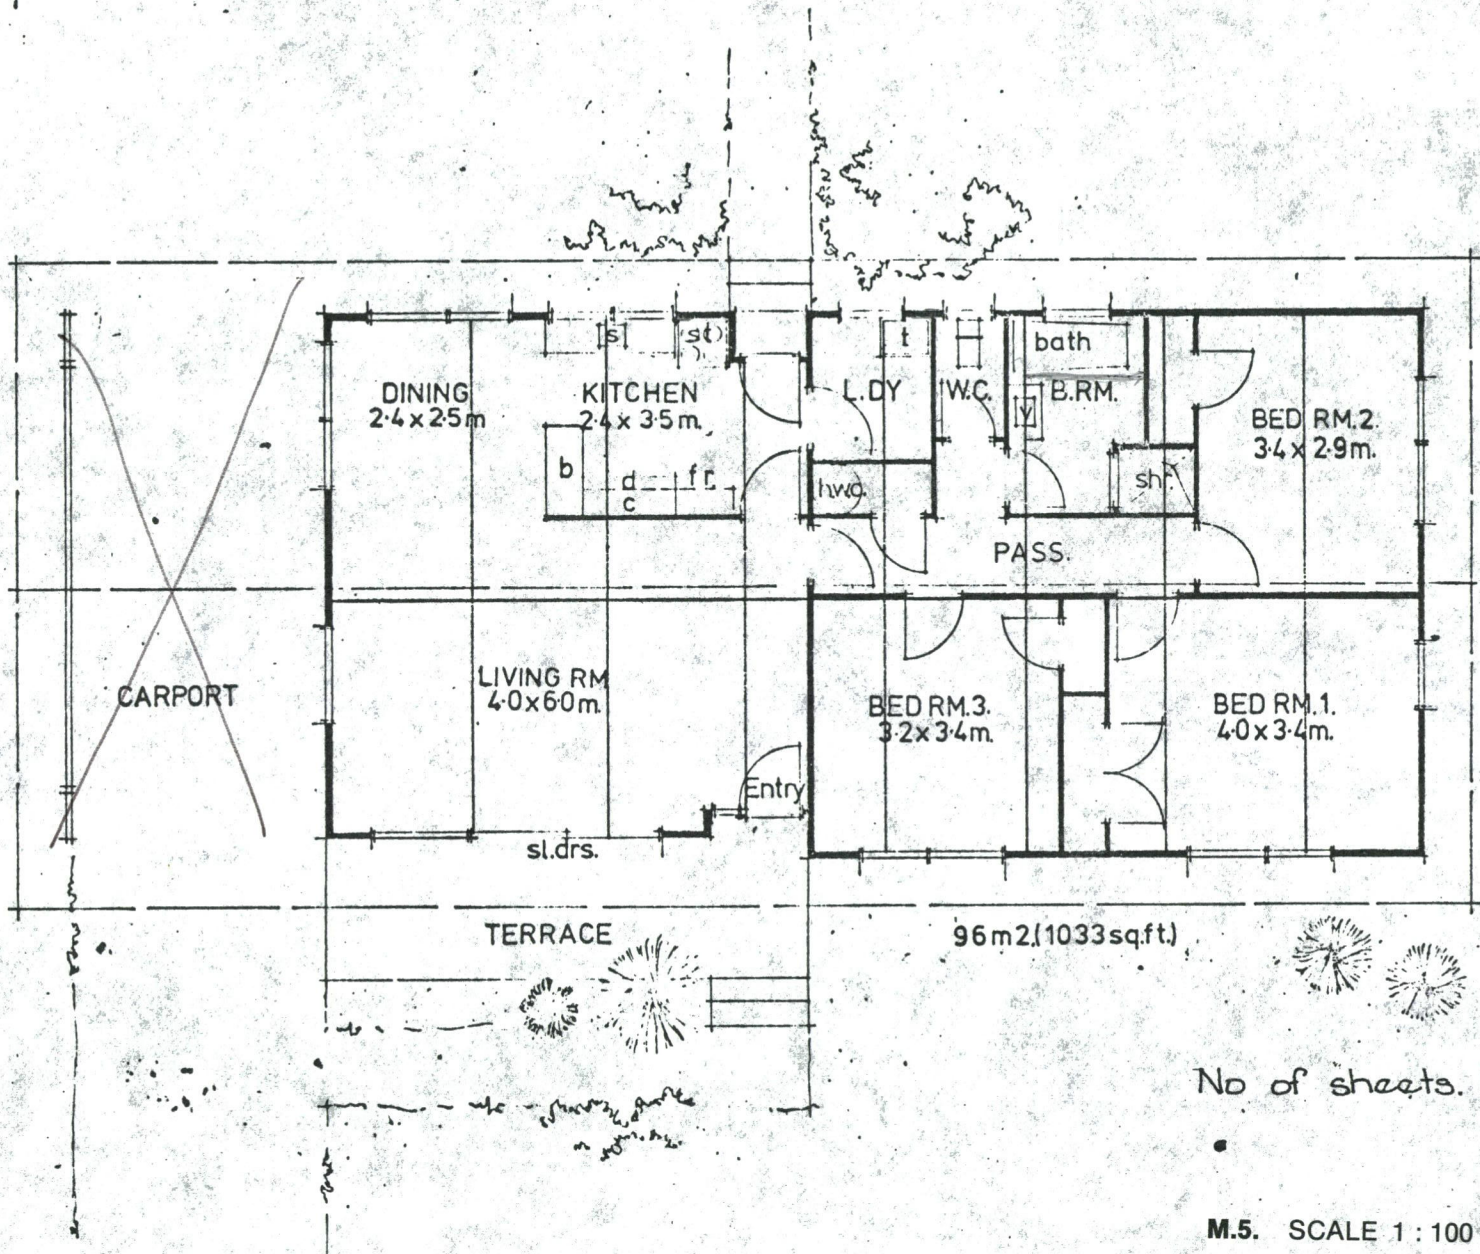 s
st
t
bath
DINING
2·4 x 2·5m
KITCHEN
2·4 x 3·5m.
L.DY
W.C.
B.RM.
v
BED RM.2.
3·4 x 2·9m.
b
d
c
fr.
hwc.
shr.
PASS.
LIVING RM
4·0x6·0m.
CARPORT
BED RM.3.
3·2 x 3·4m.
BED RM.1.
4·0 x 3·4m.
Entry
sl.drs.
TERRACE
96m2.(1033sq.ft.)
No of sheets.
M.5. SCALE 1 : 100